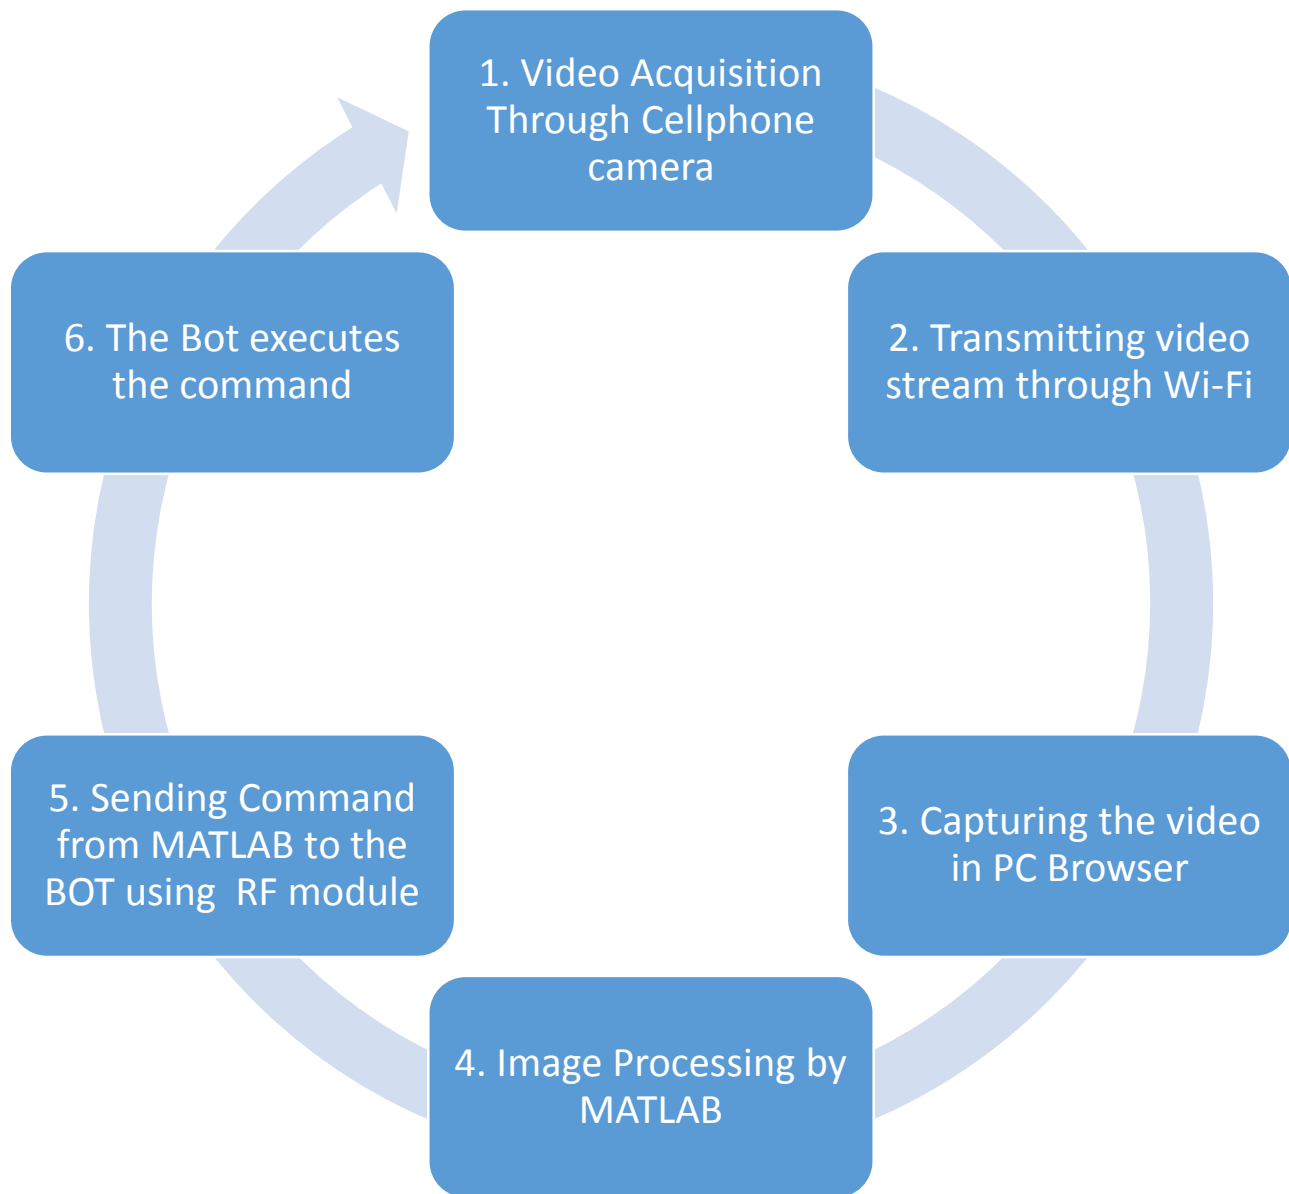 1. Video Acquisition
Through Cellphone
camera
2. Transmitting video
stream through Wi-Fi
3. Capturing the video
in PC Browser
4. Image Processing by
MATLAB
5. Sending Command
from MATLAB to the
BOT using  RF module
6. The Bot executes
the command